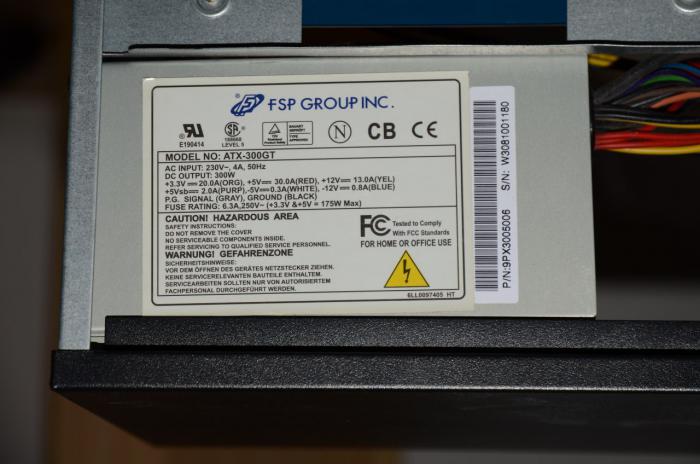 FSP GROUP INC.
E190414
168668
LEVEL 5
N
CB
CE
MODEL NO: ATX-300GT
AC INPUT: 230V~, 4A, 50Hz
DC OUTPUT: 300W
+3.3V⎓20.0A(ORG), +5V⎓30.0A(RED), +12V⎓13.0A(YEL)
+5Vsb⎓2.0A(PURP),-5V⎓0.3A(WHITE), -12V⎓0.8A(BLUE)
P.G. SIGNAL (GRAY), GROUND (BLACK)
FUSE RATING: 6.3A,250V~ (+3.3V &+5V = 175W Max)
CAUTION! HAZARDOUS AREA
SAFETY INSTRUCTIONS:
DO NOT REMOVE THE COVER
NO SERVICEABLE COMPONENTS INSIDE.
REFER SERVICING TO QUALIFIED SERVICE PERSONNEL.
WARNUNG! GEFAHRENZONE
SICHERHEITSHINWEISE:
VOR DEM ÖFFNEN DES GERÄTES NETZSTECKER ZIEHEN.
KEINE SERVICERELEVANTEN BAUTEILE ENTHALTEM.
SERVICEARBEITEN SOLLTEN NUR VON AUTORISIERTEM
FACHPERSONAL DURCHGEFÜHRT WERDEN.
FC Tested to Comply
With FCC Standards
FOR HOME OR OFFICE USE
6LL0097405 HT
P/N:9PX3005006 S/N: W3081001180